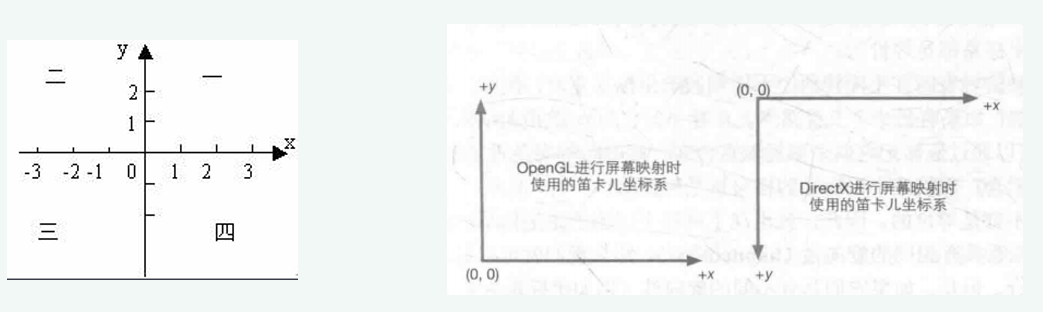 y
二 一
2
1
x
-3 -2 -1 0 1 2 3
三 四
+y
OpenGL进行屏幕映射时
使用的笛卡儿坐标系
(0, 0)
+x
(0, 0)
+x
DirectX进行屏幕映射时
使用的笛卡儿坐标系
+y